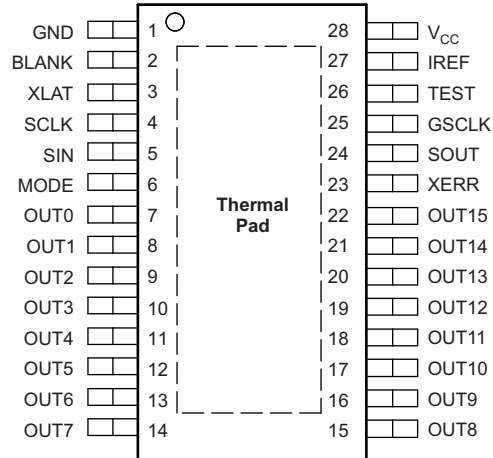 GND 1 28 VCC
BLANK 2 27 IREF
XLAT 3 26 TEST
SCLK 4 25 GSCLK
SIN 5 24 SOUT
MODE 6 23 XERR
OUT0 7 Thermal 22 OUT15
Pad
OUT1 8 21 OUT14
OUT2 9 20 OUT13
OUT3 10 19 OUT12
OUT4 11 18 OUT11
OUT5 12 17 OUT10
OUT6 13 16 OUT9
OUT7 14 15 OUT8